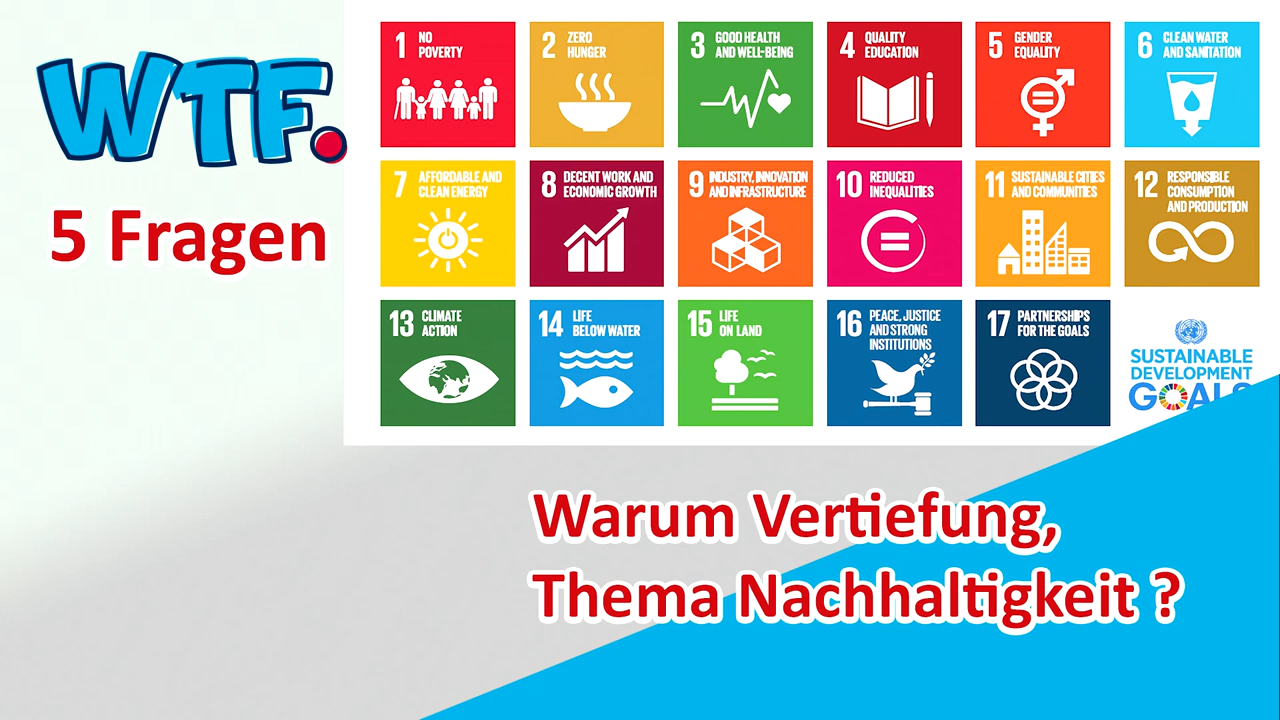 WTF.
5 Fragen
1 NO
POVERTY
2 ZERO
HUNGER
3 GOOD HEALTH
AND WELL-BEING
4 QUALITY
EDUCATION
5 GENDER
EQUALITY
6 CLEAN WATER
AND SANITATION
7 AFFORDABLE AND
CLEAN ENERGY
8 DECENT WORK AND
ECONOMIC GROWTH
9 INDUSTRY, INNOVATION
AND INFRASTRUCTURE
10 REDUCED
INEQUALITIES
11 SUSTAINABLE CITIES
AND COMMUNITIES
12 RESPONSIBLE
CONSUMPTION
AND PRODUCTION
13 CLIMATE
ACTION
14 LIFE
BELOW WATER
15 LIFE
ON LAND
16 PEACE, JUSTICE
AND STRONG
INSTITUTIONS
17 PARTNERSHIPS
FOR THE GOALS
SUSTAINABLE
DEVELOPMENT
GOALS
Warum Vertiefung,
Thema Nachhaltigkeit ?